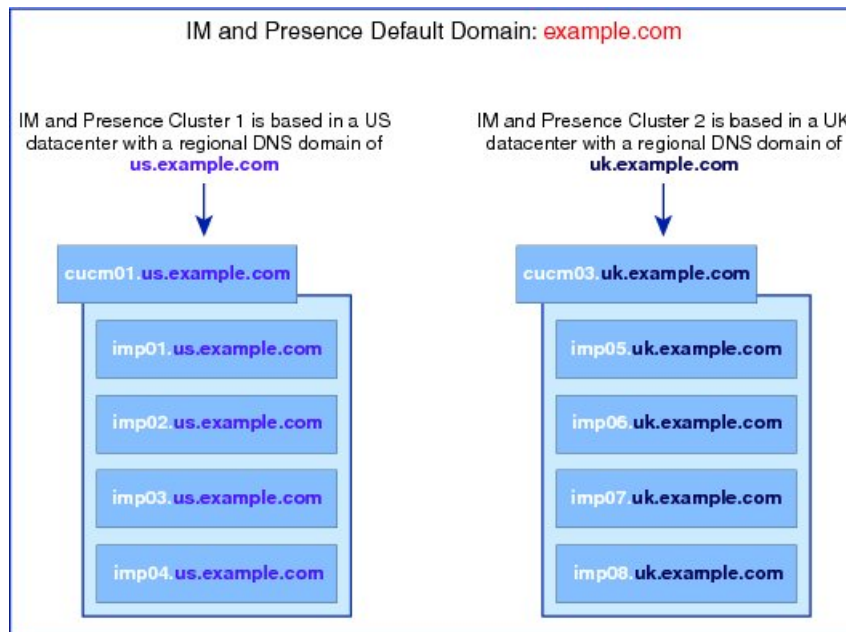 IM and Presence Default Domain: example.com
IM and Presence Cluster 1 is based in a US
datacenter with a regional DNS domain of
us.example.com
cucm01.us.example.com
imp01.us.example.com
imp02.us.example.com
imp03.us.example.com
imp04.us.example.com
IM and Presence Cluster 2 is based in a UK
datacenter with a regional DNS domain of
uk.example.com
cucm03.uk.example.com
imp05.uk.example.com
imp06.uk.example.com
imp07.uk.example.com
imp08.uk.example.com